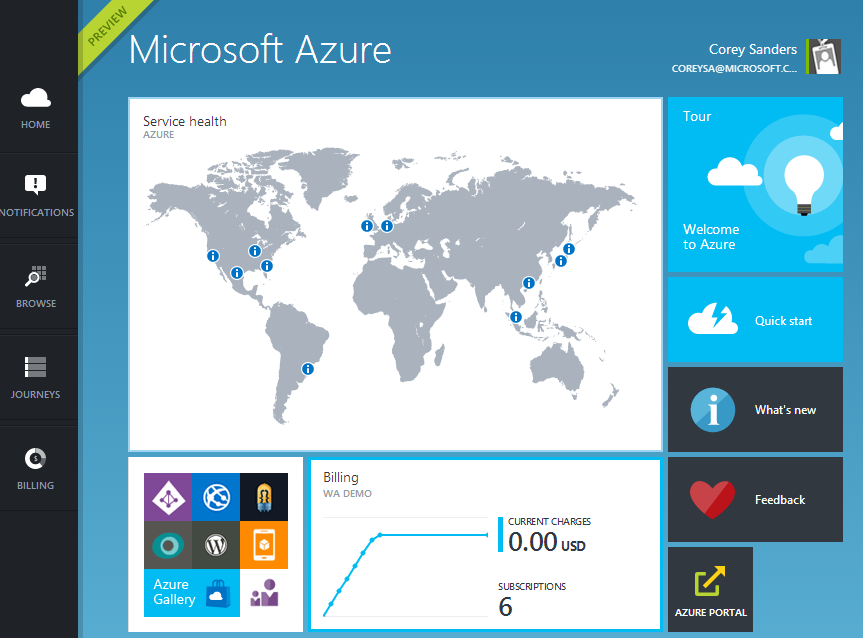 PREVIEW
Microsoft Azure
Corey Sanders
COREYSA@MICROSOFT.C...
HOME
NOTIFICATIONS
BROWSE
JOURNEYS
BILLING
Service health
AZURE
Tour
Welcome
to Azure
Quick start
What's new
Feedback
AZURE PORTAL
Azure
Gallery
Billing
WA DEMO
CURRENT CHARGES
0.00 USD
SUBSCRIPTIONS
6